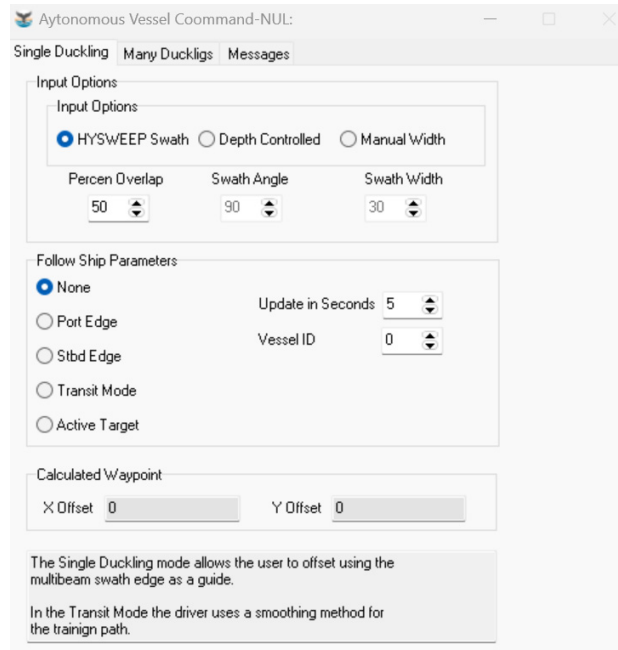 Aytonomous Vessel Coommand-NUL:
Single Duckling Many Duckligs Messages
Input Options
Input Options
HYSWEEP Swath Depth Controlled Manual Width
Percen Overlap Swath Angle Swath Width
50 90 30
Follow Ship Parameters
None
Update in Seconds 5
Port Edge
Vessel ID 0
Stbd Edge
Transit Mode
Active Target
Calculated Waypoint
X Offset 0 Y Offset 0
The Single Duckling mode allows the user to offset using the
multibeam swath edge as a guide.
In the Transit Mode the driver uses a smoothing method for
the trainign path.